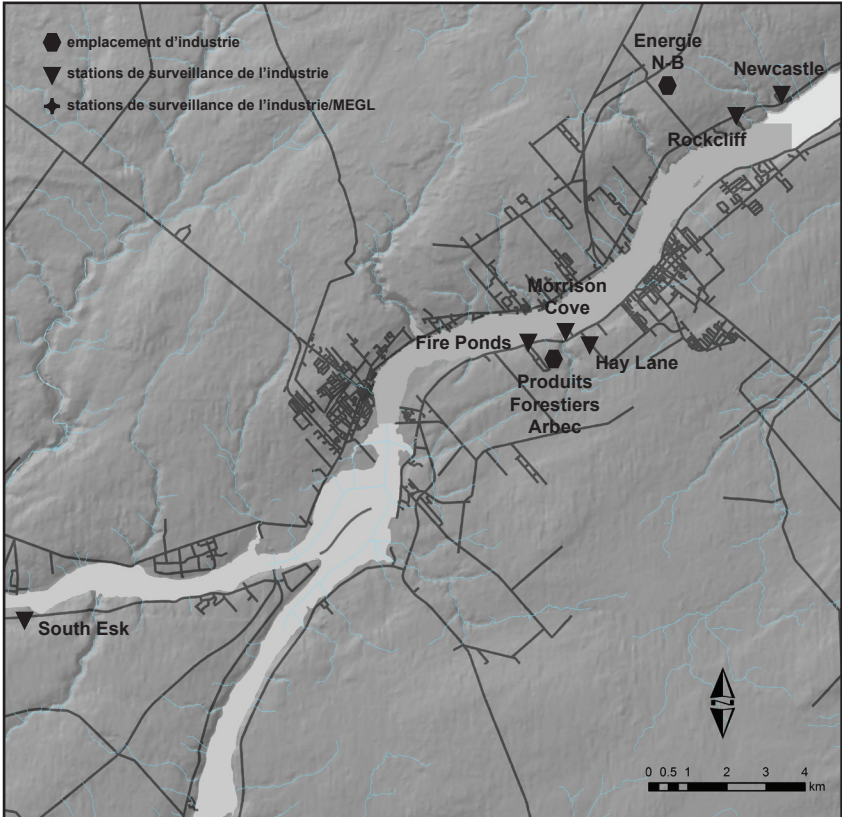 emplacement d'industrie
stations de surveillance de l'industrie
stations de surveillance de l'industrie/MEGL
Energie
N-B
Newcastle
Rockcliff
Morrison
Cove
Fire Ponds
Hay Lane
Produits
Forestiers
Arbec
South Esk
N
0 0.5 1 2 3 4
km